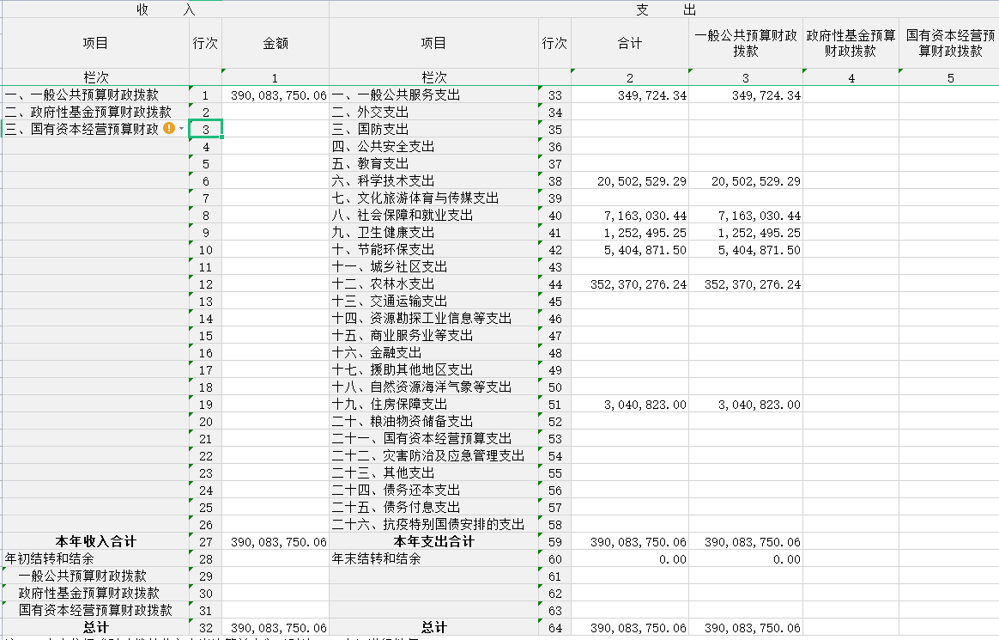 收 入 支 出
项目 行次 金额 项目 行次 合计 一般公共预算财政拨款 政府性基金预算财政拨款 国有资本经营预算财政拨款
栏次 1 栏次 2 3 4 5
一、一般公共预算财政拨款 1 390,083,750.06 一、一般公共服务支出 33 349,724.34 349,724.34
二、政府性基金预算财政拨款 2 二、外交支出 34
三、国有资本经营预算财政 3 三、国防支出 35
4 四、公共安全支出 36
5 五、教育支出 37
6 六、科学技术支出 38 20,502,529.29 20,502,529.29
7 七、文化旅游体育与传媒支出 39
8 八、社会保障和就业支出 40 7,163,030.44 7,163,030.44
9 九、卫生健康支出 41 1,252,495.25 1,252,495.25
10 十、节能环保支出 42 5,404,871.50 5,404,871.50
11 十一、城乡社区支出 43
12 十二、农林水支出 44 352,370,276.24 352,370,276.24
13 十三、交通运输支出 45
14 十四、资源勘探工业信息等支出 46
15 十五、商业服务业等支出 47
16 十六、金融支出 48
17 十七、援助其他地区支出 49
18 十八、自然资源海洋气象等支出 50
19 十九、住房保障支出 51 3,040,823.00 3,040,823.00
20 二十、粮油物资储备支出 52
21 二十一、国有资本经营预算支出 53
22 二十二、灾害防治及应急管理支出 54
23 二十三、其他支出 55
24 二十四、债务还本支出 56
25 二十五、债务付息支出 57
26 二十六、抗疫特别国债安排的支出 58
本年收入合计 27 390,083,750.06 本年支出合计 59 390,083,750.06 390,083,750.06
年初结转和结余 28 年末结转和结余 60 0.00 0.00
一般公共预算财政拨款 29 61
政府性基金预算财政拨款 30 62
国有资本经营预算财政拨款 31 63
总计 32 390,083,750.06 总计 64 390,083,750.06 390,083,750.06